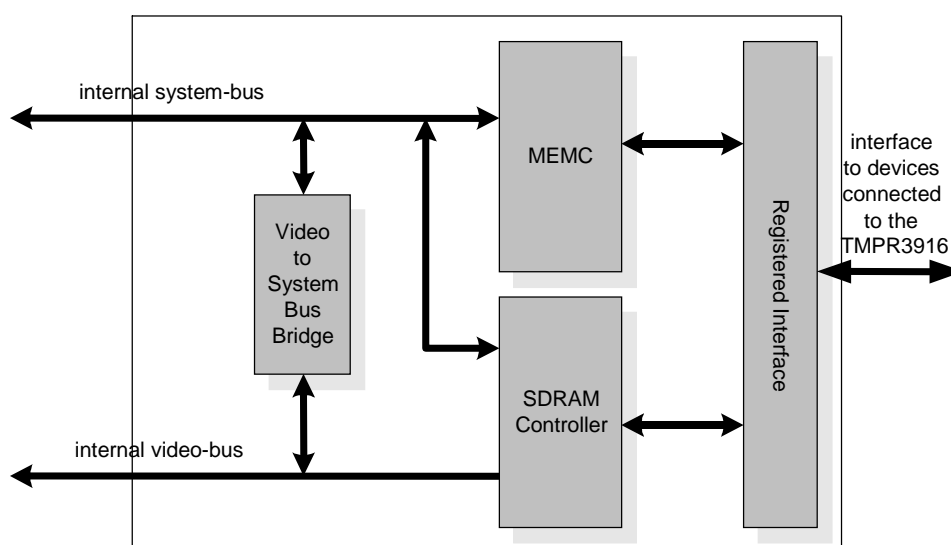 internal system-bus
MEMC
interface
to devices
connected
to the
TMPR3916
Video
to
System
Bus
Bridge
Registered Interface
SDRAM
Controller
internal video-bus